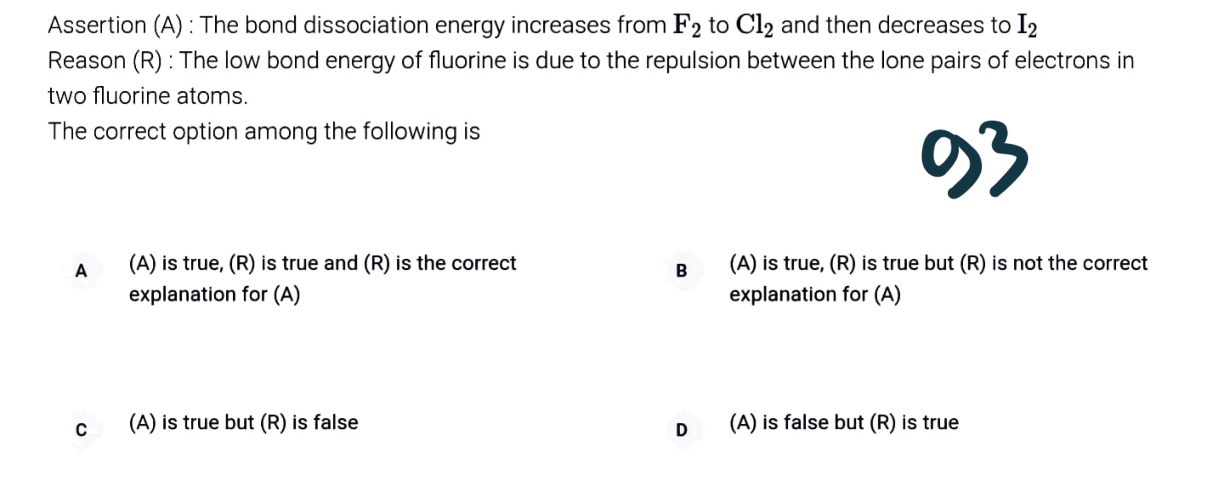 Assertion (A) : The bond dissociation energy increases from F₂ to Cl₂ and then decreases to I₂
Reason (R) : The low bond energy of fluorine is due to the repulsion between the lone pairs of electrons in
two fluorine atoms.
The correct option among the following is
93
A (A) is true, (R) is true and (R) is the correct
explanation for (A)
B (A) is true, (R) is true but (R) is not the correct
explanation for (A)
C (A) is true but (R) is false
D (A) is false but (R) is true